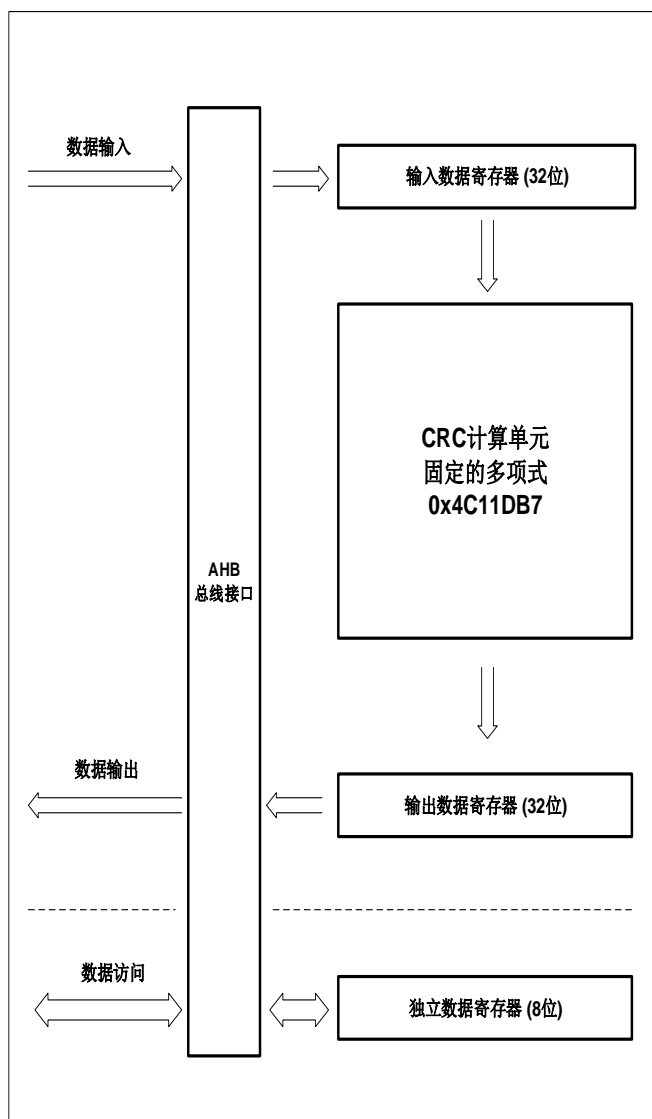 数据输入
输入数据寄存器 (32位)
CRC计算单元
固定的多项式
0x4C11DB7
AHB
总线接口
数据输出
输出数据寄存器 (32位)
数据访问
独立数据寄存器 (8位)